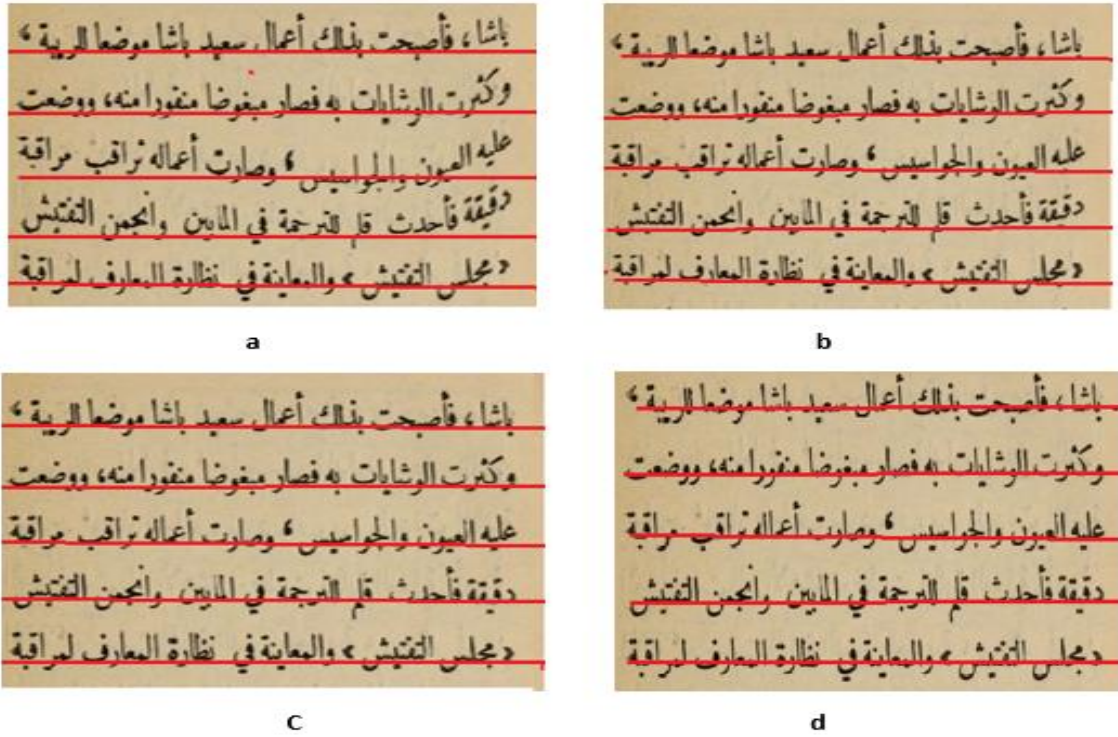 باشا، فأصبحت بذلك أعمال سعيد باشا موضعا للريبة ،
وكثرت الوشايات به فصار مبغوضا منفورا منه، ووضعت
عليه العيون والجواسيس ، وصارت أعماله تراقب مراقبة
دقيقة فأحدث قلم للترجمة في المابين وانجمن التفتيش
« مجلس التفتيش » والمعاينة في نظارة المعارف لمراقبة
a
باشا، فأصبحت بذلك أعمال سعيد باشا موضعا للريبة ،
وكثرت الوشايات به فصار مبغوضا منفورا منه، ووضعت
عليه العيون والجواسيس ، وصارت أعماله تراقب مراقبة
دقيقة فأحدث قلم للترجمة في المابين وانجمن التفتيش
« مجلس التفتيش » والمعاينة في نظارة المعارف لمراقبة
b
باشا، فأصبحت بذلك أعمال سعيد باشا موضعا للريبة ،
وكثرت الوشايات به فصار مبغوضا منفورا منه، ووضعت
عليه العيون والجواسيس ، وصارت أعماله تراقب مراقبة
دقيقة فأحدث قلم للترجمة في المابين وانجمن التفتيش
« مجلس التفتيش » والمعاينة في نظارة المعارف لمراقبة
C
باشا، فأصبحت بذلك أعمال سعيد باشا موضعا للريبة ،
وكثرت الوشايات به فصار مبغوضا منفورا منه، ووضعت
عليه العيون والجواسيس ، وصارت أعماله تراقب مراقبة
دقيقة فأحدث قلم للترجمة في المابين وانجمن التفتيش
« مجلس التفتيش » والمعاينة في نظارة المعارف لمراقبة
d